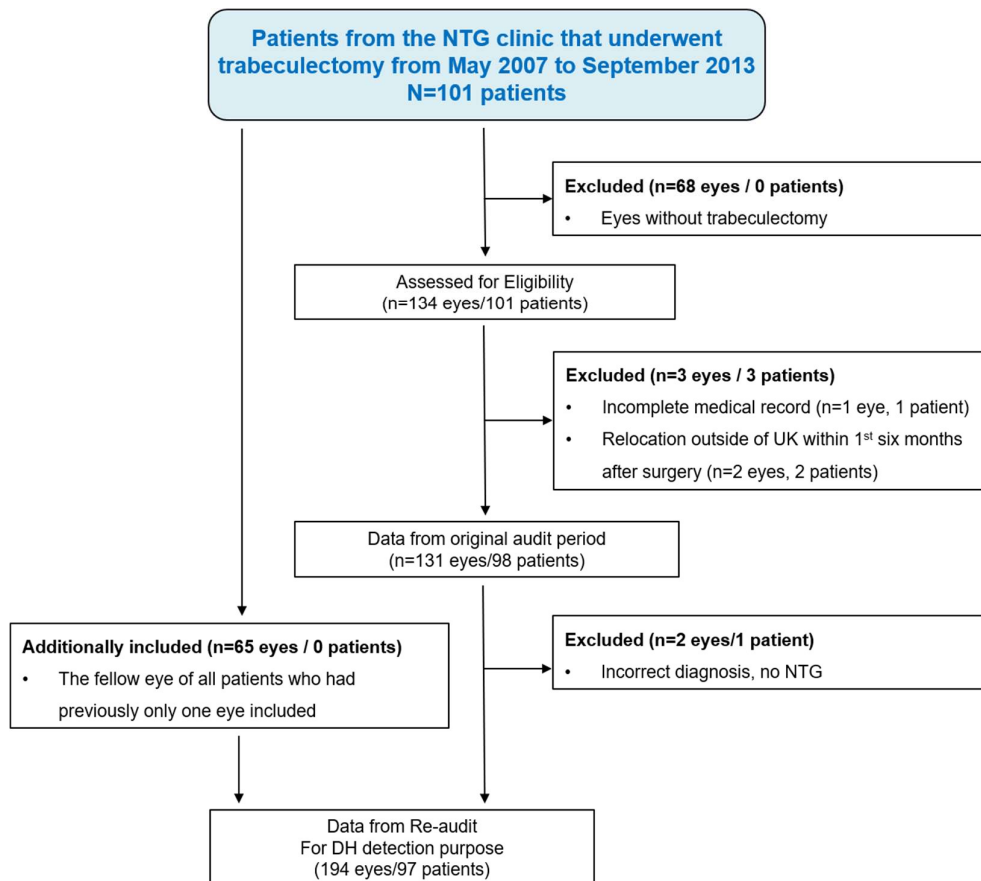 Patients from the NTG clinic that underwent
trabeculectomy from May 2007 to September 2013
N=101 patients
Excluded (n=68 eyes / 0 patients)
• Eyes without trabeculectomy
Assessed for Eligibility
(n=134 eyes/101 patients)
Excluded (n=3 eyes / 3 patients)
• Incomplete medical record (n=1 eye, 1 patient)
• Relocation outside of UK within 1st six months
after surgery (n=2 eyes, 2 patients)
Data from original audit period
(n=131 eyes/98 patients)
Additionally included (n=65 eyes / 0 patients)
• The fellow eye of all patients who had
previously only one eye included
Excluded (n=2 eyes/1 patient)
• Incorrect diagnosis, no NTG
Data from Re-audit
For DH detection purpose
(194 eyes/97 patients)